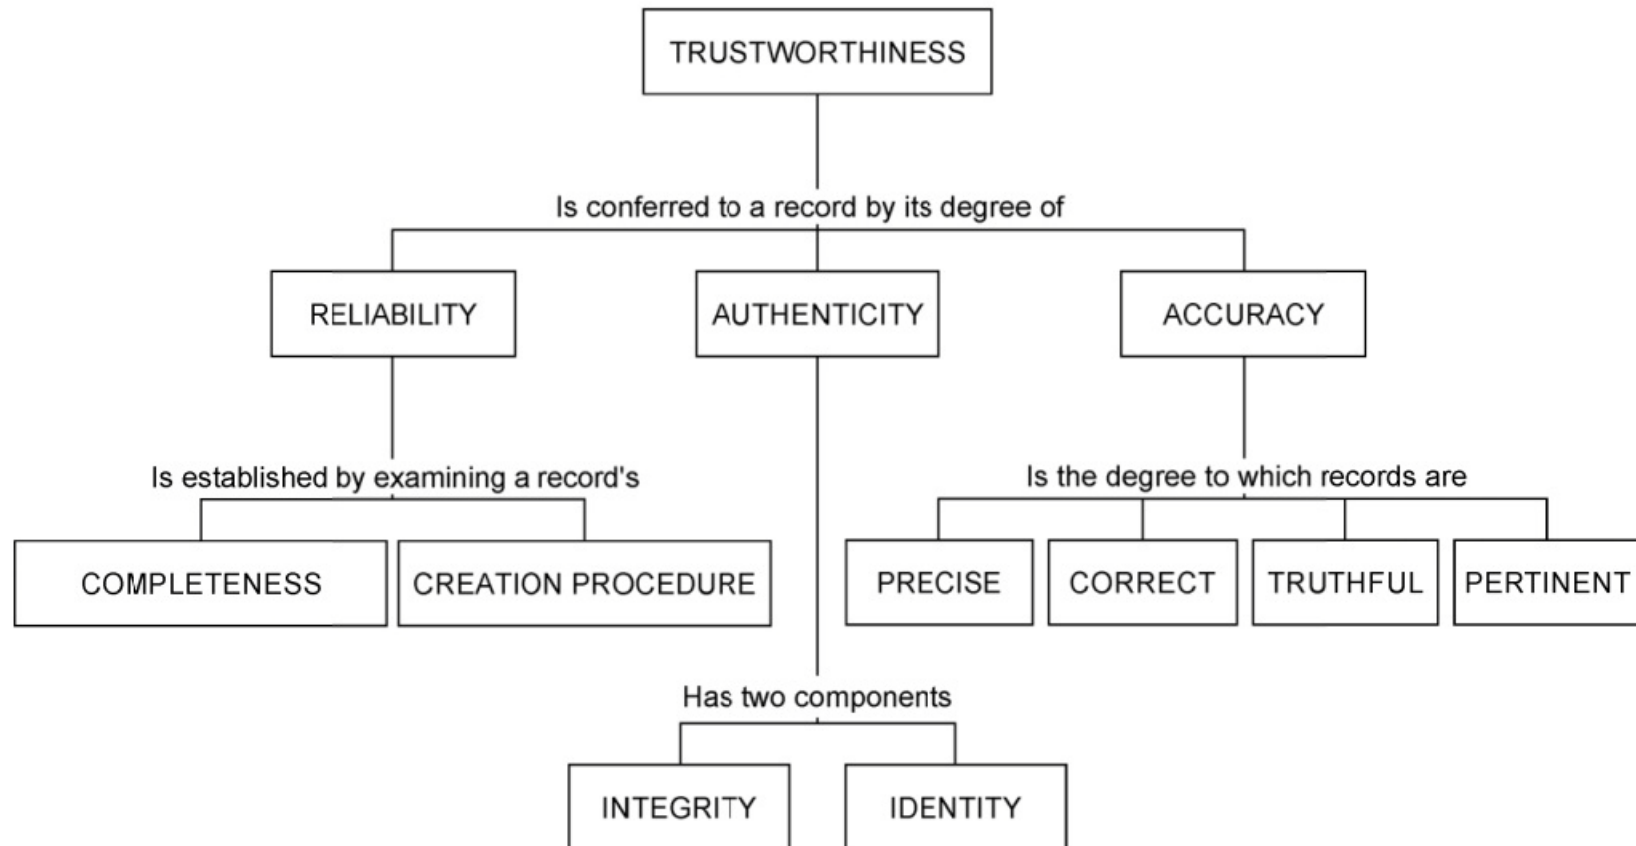 TRUSTWORTHINESS
Is conferred to a record by its degree of
RELIABILITY
AUTHENTICITY
ACCURACY
Is established by examining a record's
Is the degree to which records are
COMPLETENESS
CREATION PROCEDURE
PRECISE
CORRECT
TRUTHFUL
PERTINENT
Has two components
INTEGRITY
IDENTITY